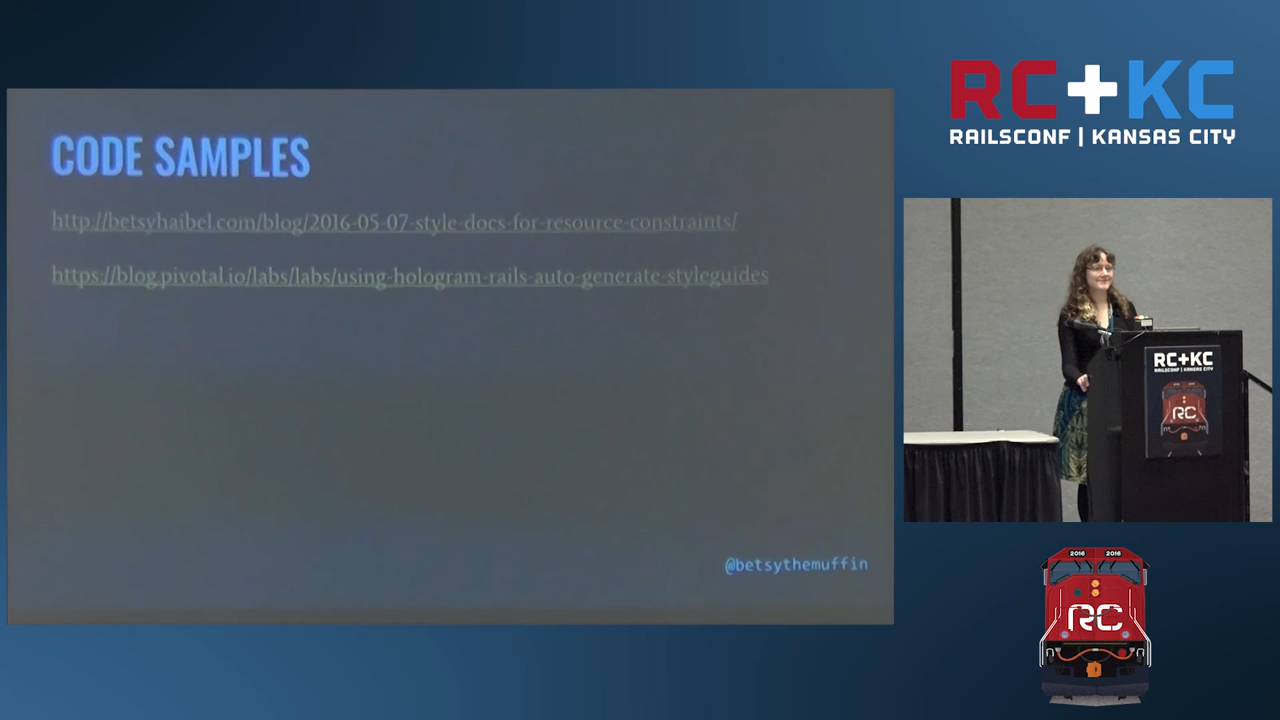 CODE SAMPLES
http://betsyhaibel.com/blog/2016-05-07-style-docs-for-resource-constraints/
https://blog.pivotal.io/labs/labs/using-hologram-rails-auto-generate-styleguides
@betsythemuffin
RC+KC
RAILSCONF | KANSAS CITY
RC+KC
RAILSCONF | KANSAS CITY
RC
2016 2016
RC